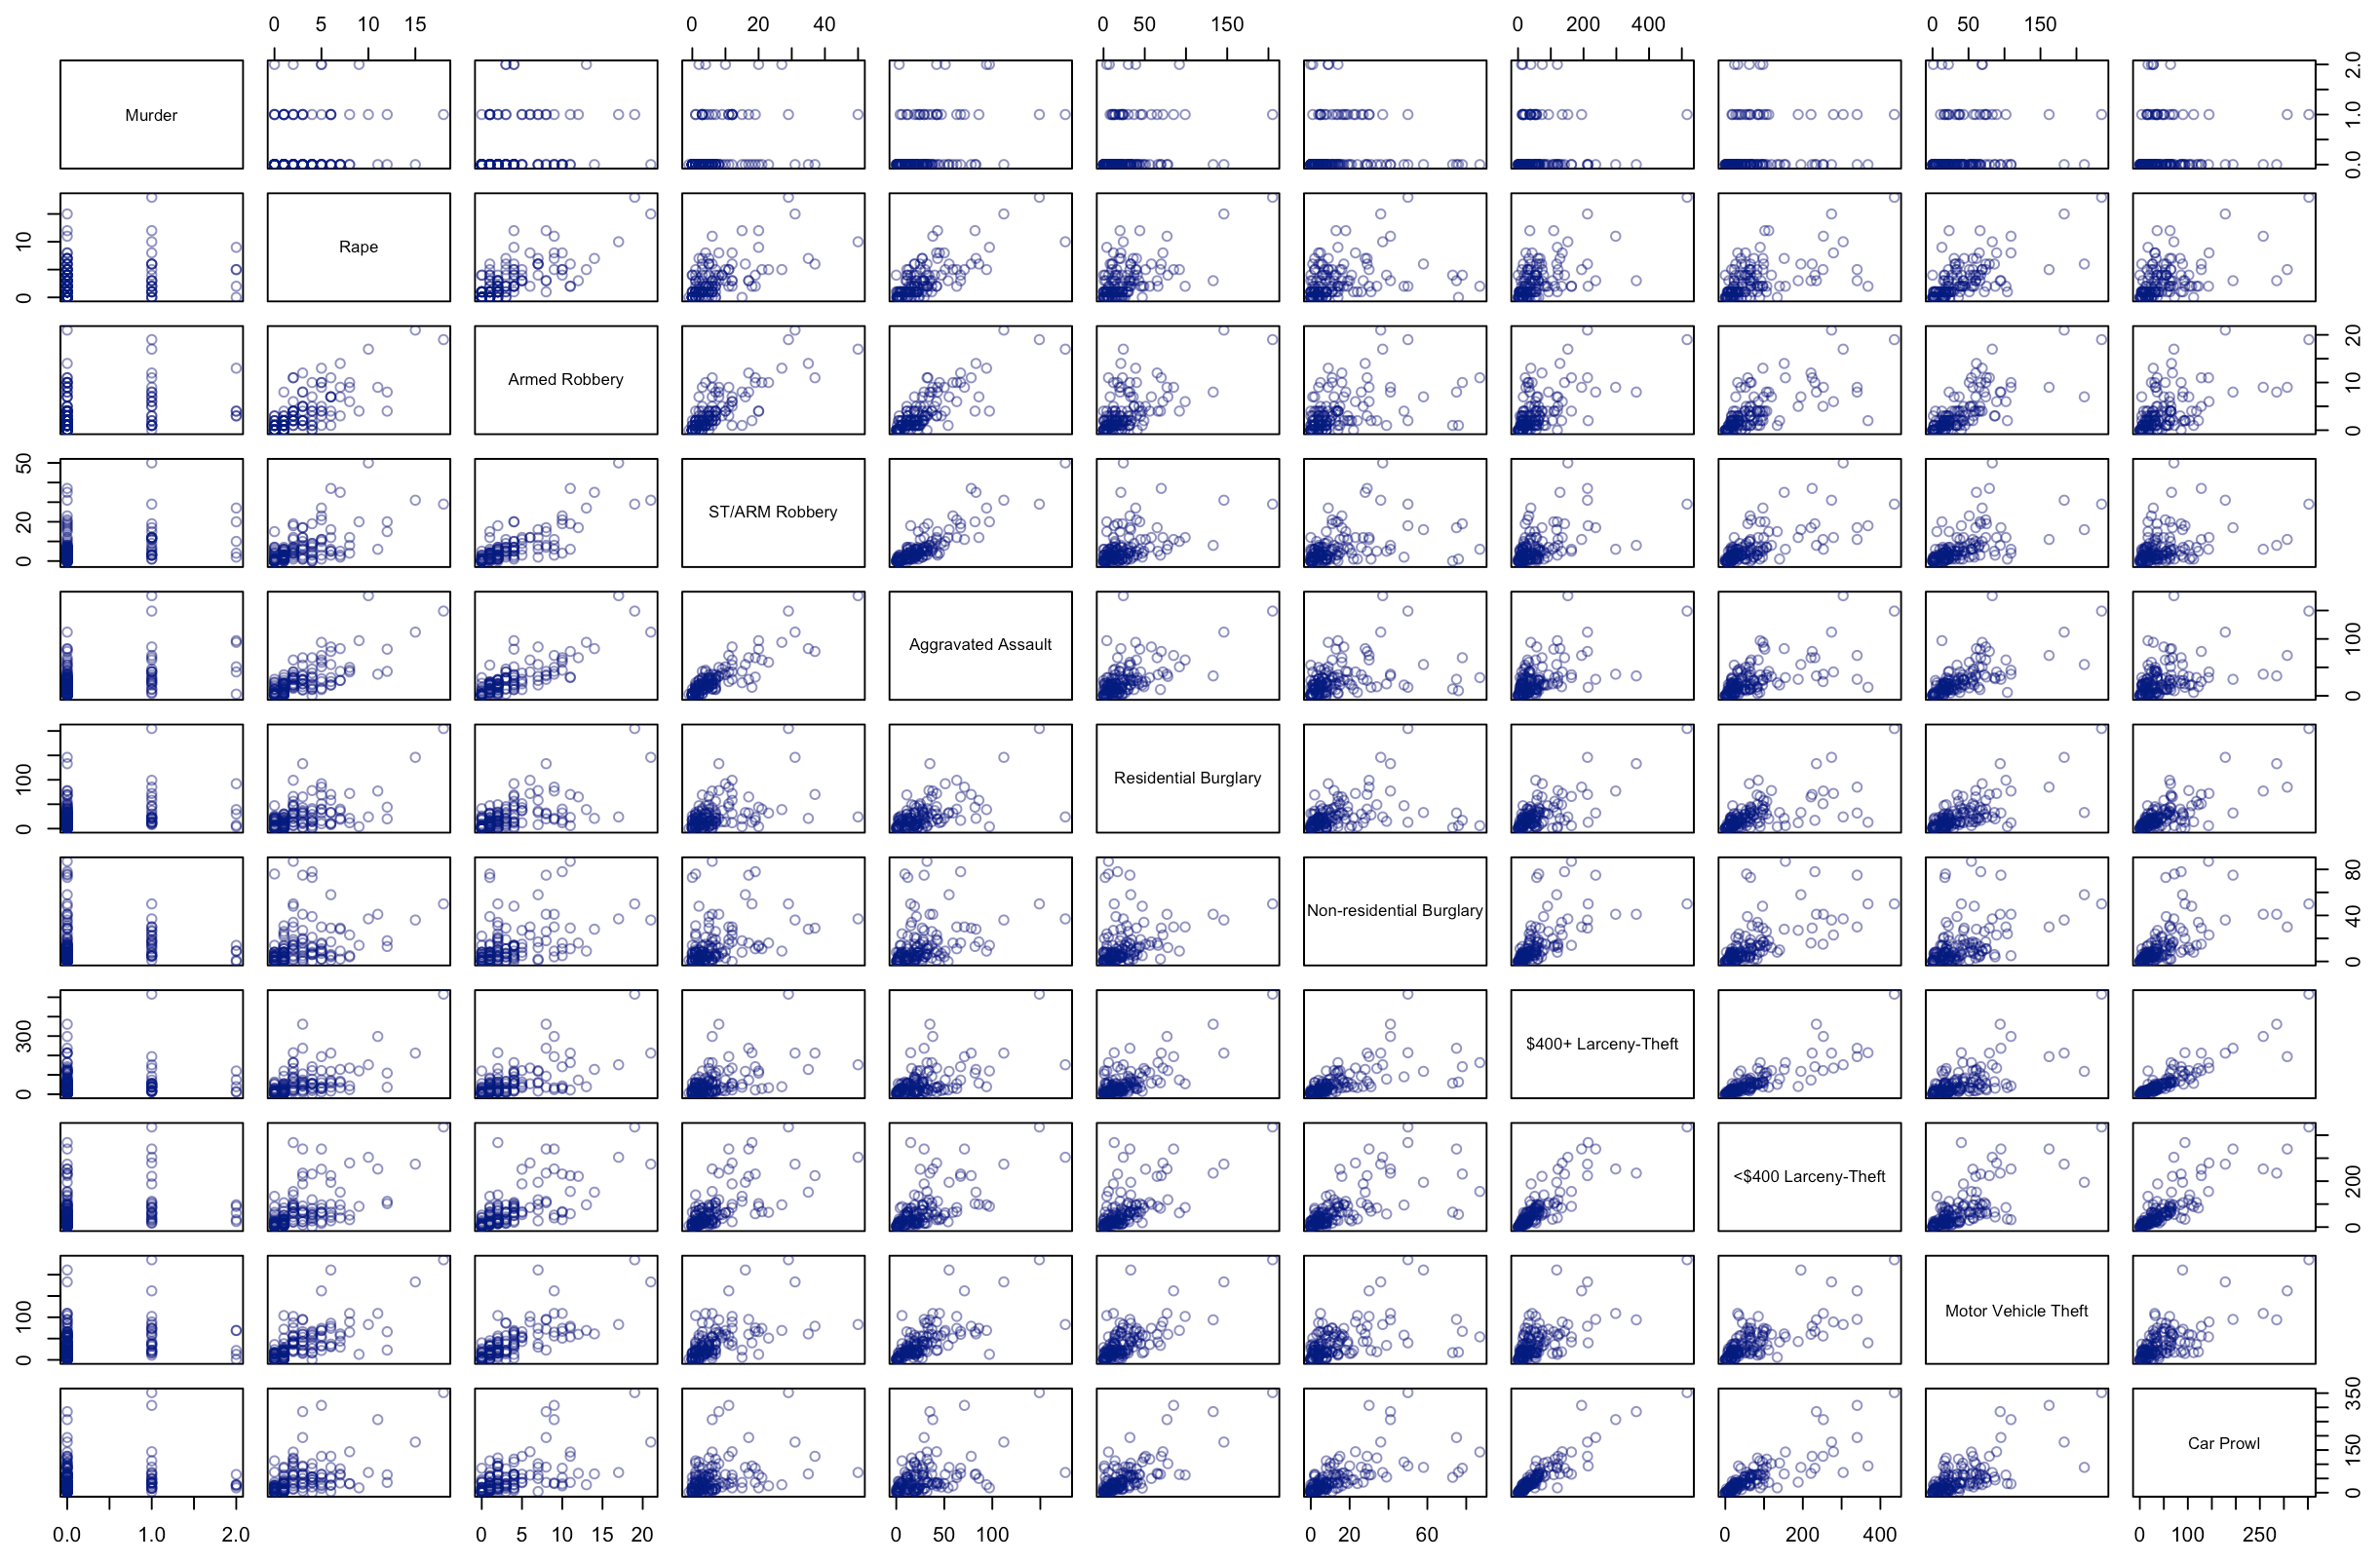 0 5 10 15 0 20 40 0 50 150 0 200 400 0 50 150
Murder
0.0 1.0 2.0
Rape
0 10
Armed Robbery
0 10 20
ST/ARM Robbery
0 20 50
Aggravated Assault
0 100
Residential Burglary
0 100
Non-residential Burglary
0 40 80
$400+ Larceny-Theft
0 300
<$400 Larceny-Theft
0 200
Motor Vehicle Theft
0 100
Car Prowl
0 150 350
0.0 1.0 2.0 0 5 10 15 20 0 50 100 0 20 60 0 200 400 0 100 250